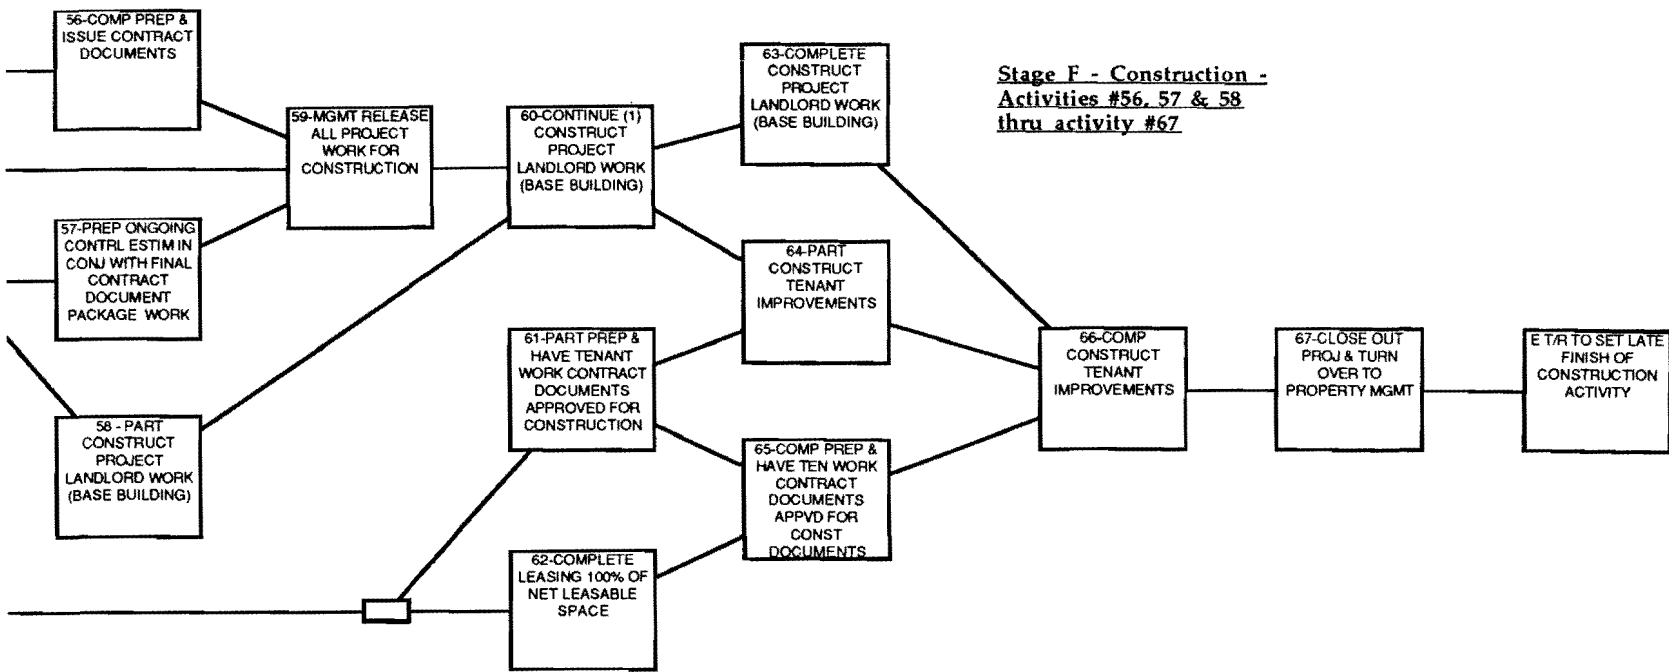 56-COMP PREP &
ISSUE CONTRACT
DOCUMENTS
59-MGMT RELEASE
ALL PROJECT
WORK FOR
CONSTRUCTION
57-PREP ONGOING
CONTRL ESTIM IN
CONJ WITH FINAL
CONTRACT
DOCUMENT
PACKAGE WORK
58 - PART
CONSTRUCT
PROJECT
LANDLORD WORK
(BASE BUILDING)
60-CONTINUE (1)
CONSTRUCT
PROJECT
LANDLORD WORK
(BASE BUILDING)
61-PART PREP &
HAVE TENANT
WORK CONTRACT
DOCUMENTS
APPROVED FOR
CONSTRUCTION
62-COMPLETE
LEASING 100% OF
NET LEASABLE
SPACE
63-COMPLETE
CONSTRUCT
PROJECT
LANDLORD WORK
(BASE BUILDING)
64-PART
CONSTRUCT
TENANT
IMPROVEMENTS
65-COMP PREP &
HAVE TEN WORK
CONTRACT
DOCUMENTS
APPVD FOR
CONST
DOCUMENTS
Stage F - Construction -
Activities #56, 57 & 58
thru activity #67
66-COMP
CONSTRUCT
TENANT
IMPROVEMENTS
67-CLOSE OUT
PROJ & TURN
OVER TO
PROPERTY MGMT
E T/R TO SET LATE
FINISH OF
CONSTRUCTION
ACTIVITY